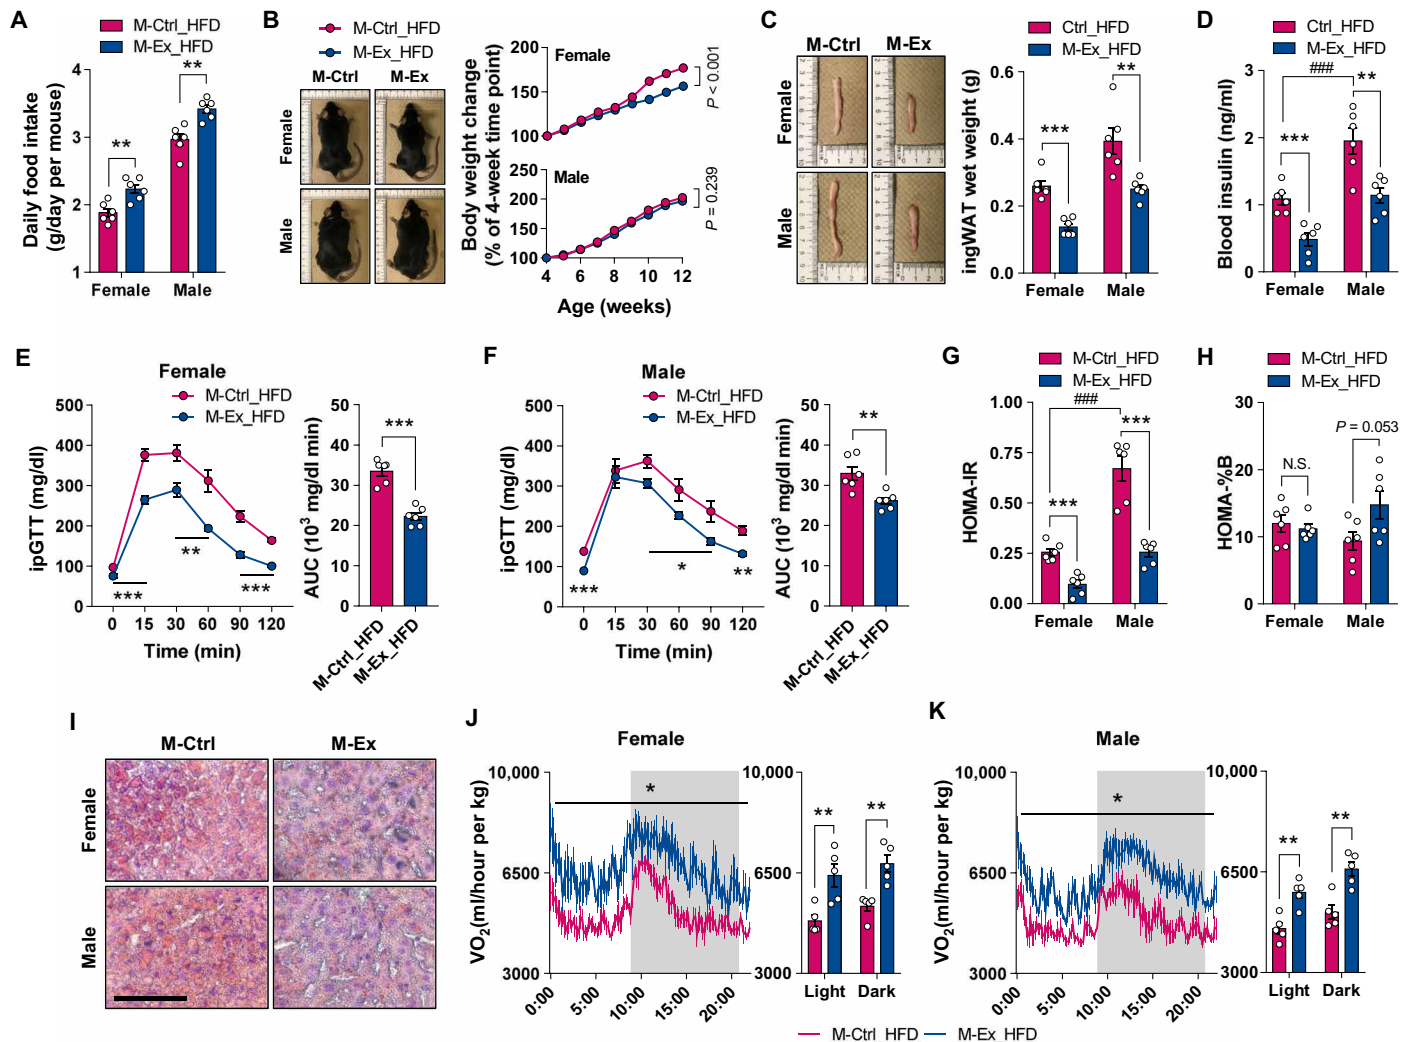 A
M-Ctrl_HFD
M-Ex_HFD
Daily food intake
(g/day per mouse)
4
3
2
1
**
**
Female
Male
B
M-Ctrl_HFD
M-Ex_HFD
M-Ctrl
M-Ex
Female
Male
Body weight change
(% of 4-week time point)
200
150
100
Female
P < 0.001
250
200
150
100
Male
P = 0.239
4
6
8
10
12
Age (weeks)
C
M-Ctrl
M-Ex
Female
Male
Ctrl_HFD
M-Ex_HFD
ingWAT wet weight (g)
0.6
0.4
0.2
0.0
***
**
Female
Male
D
Ctrl_HFD
M-Ex_HFD
Blood insulin (ng/ml)
3
2
1
0
###
***
**
Female
Male
E
Female
M-Ctrl_HFD
M-Ex_HFD
ipGTT (mg/dl)
500
400
300
200
100
0
***
**
***
0
15
30
60
90
120
Time (min)
AUC (10³ mg/dl min)
50
40
30
20
10
0
***
M-Ctrl_HFD
M-Ex_HFD
F
Male
M-Ctrl_HFD
M-Ex_HFD
ipGTT (mg/dl)
500
400
300
200
100
0
***
*
**
0
15
30
60
90
120
Time (min)
AUC (10³ mg/dl min)
50
40
30
20
10
0
**
M-Ctrl_HFD
M-Ex_HFD
G
M-Ctrl_HFD
M-Ex_HFD
HOMA-IR
1.00
0.75
0.50
0.25
0.00
###
***
***
Female
Male
H
M-Ctrl_HFD
M-Ex_HFD
HOMA-%B
30
20
10
0
N.S.
P = 0.053
Female
Male
I
M-Ctrl
M-Ex
Female
Male
J
Female
VO₂(ml/hour per kg)
10,000
6500
3000
*
0:00
5:00
10:00
15:00
20:00
10,000
6500
3000
**
**
Light
Dark
K
Male
VO₂(ml/hour per kg)
10,000
6500
3000
*
0:00
5:00
10:00
15:00
20:00
10,000
6500
3000
**
**
Light
Dark
M-Ctrl_HFD
M-Ex_HFD